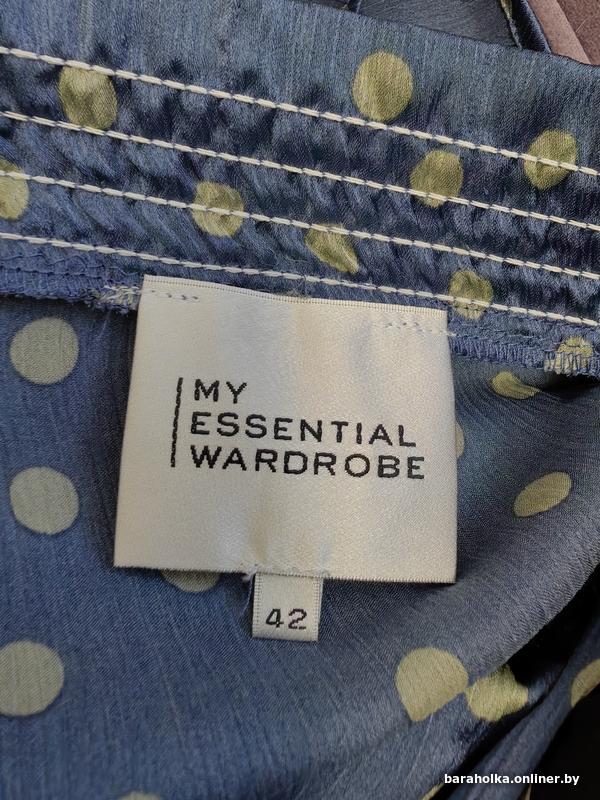 MY
ESSENTIAL
WARDROBE
42
baraholka.onliner.by